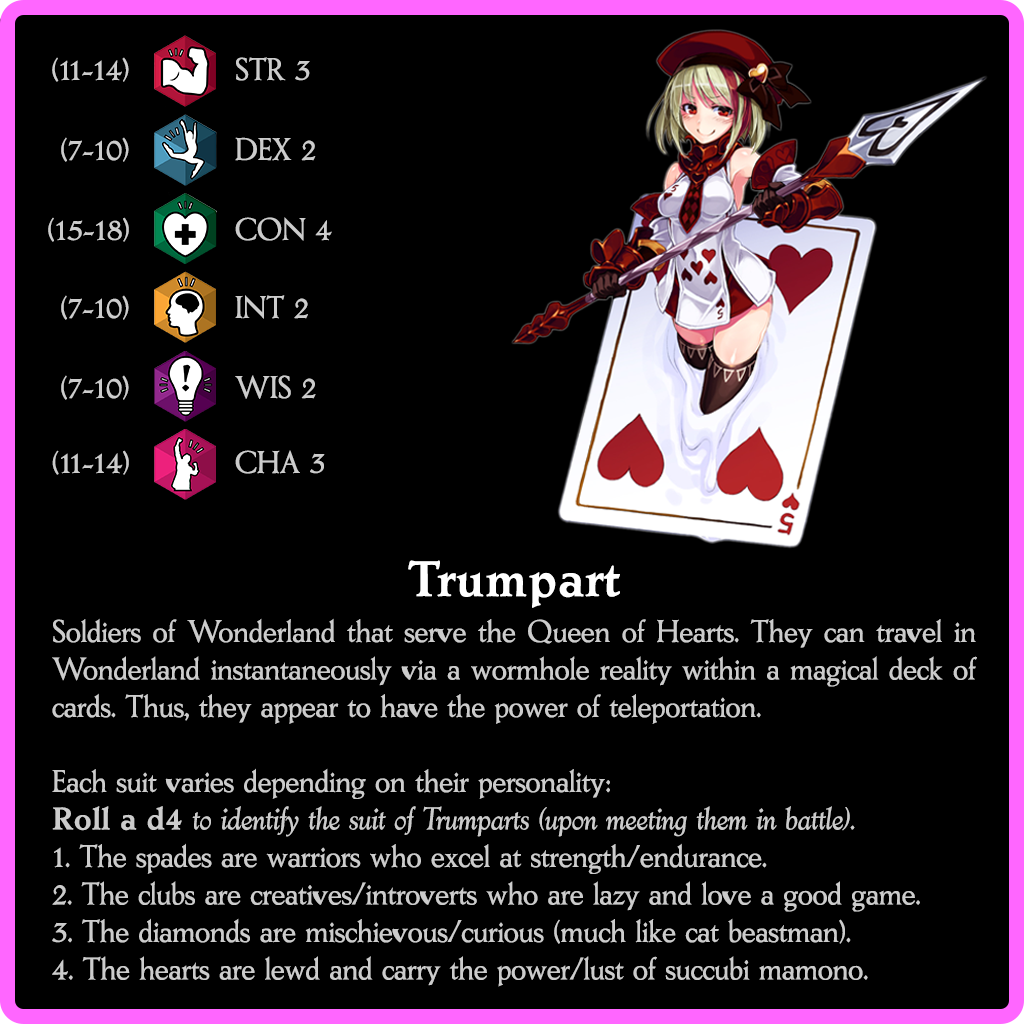 (11-14) STR 3
(7-10) DEX 2
(15-18) CON 4
(7-10) INT 2
(7-10) WIS 2
(11-14) CHA 3
5
5
5
Trumpart
Soldiers of Wonderland that serve the Queen of Hearts. They can travel in
Wonderland instantaneously via a wormhole reality within a magical deck of
cards. Thus, they appear to have the power of teleportation.
Each suit varies depending on their personality:
Roll a d4 to identify the suit of Trumparts (upon meeting them in battle).
1. The spades are warriors who excel at strength/endurance.
2. The clubs are creatives/introverts who are lazy and love a good game.
3. The diamonds are mischievous/curious (much like cat beastman).
4. The hearts are lewd and carry the power/lust of succubi mamono.